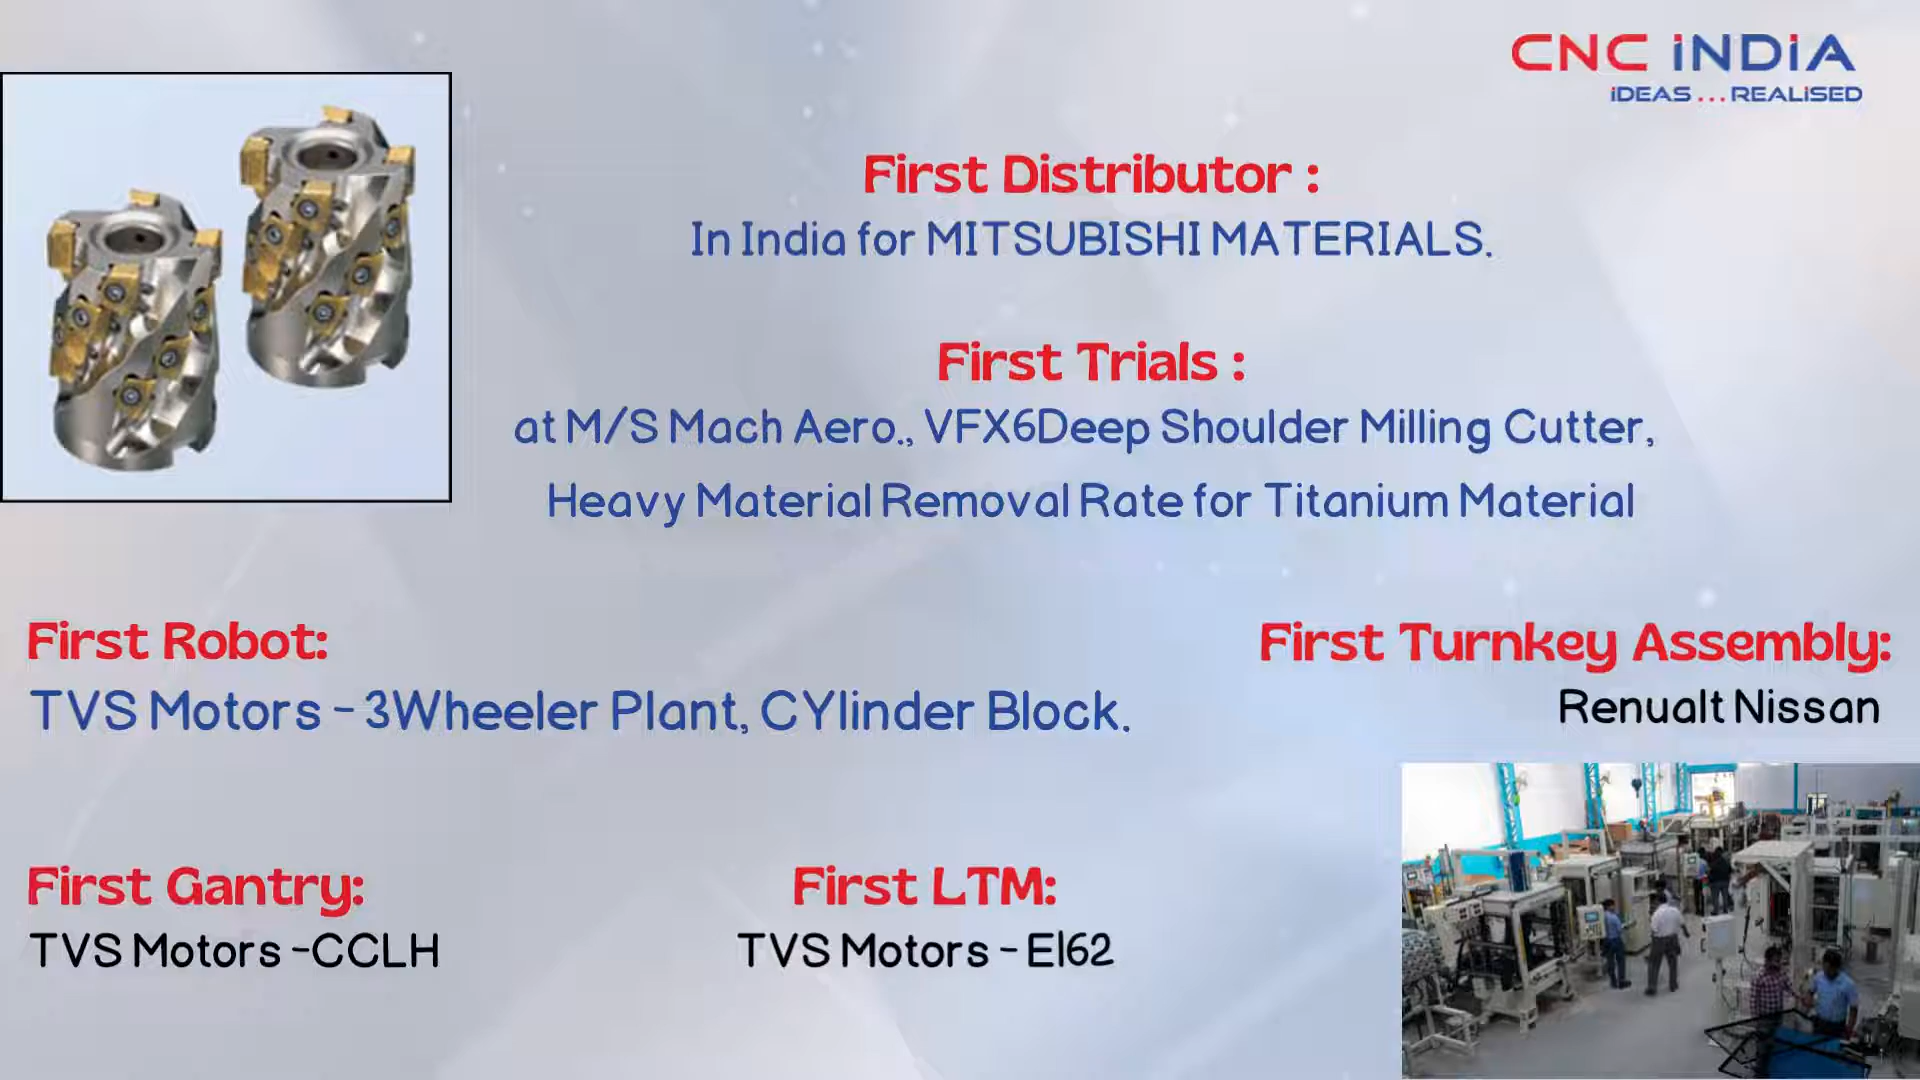 CNC iNDiA
iDEAS...REALiSED
First Distributor :
In India for MITSUBISHI MATERIALS.
First Trials :
at M/S Mach Aero., VFX6Deep Shoulder Milling Cutter,
Heavy Material Removal Rate for Titanium Material
First Robot:
TVS Motors - 3Wheeler Plant, CYlinder Block.
First Turnkey Assembly:
Renualt Nissan
First Gantry:
TVS Motors -CCLH
First LTM:
TVS Motors - E162